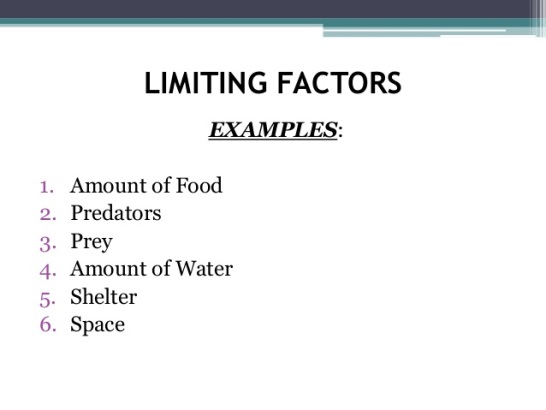 LIMITING FACTORS
EXAMPLES:
1. Amount of Food
2. Predators
3. Prey
4. Amount of Water
5. Shelter
6. Space